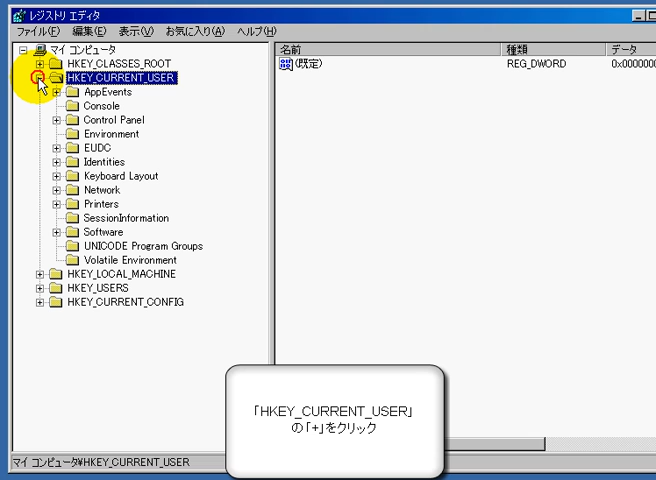 レジストリ エディタ
ファイル(F) 編集(E) 表示(V) お気に入り(A) ヘルプ(H)
マイ コンピュータ
HKEY_CLASSES_ROOT
HKEY_CURRENT_USER
AppEvents
Console
Control Panel
Environment
EUDC
Identities
Keyboard Layout
Network
Printers
SessionInformation
Software
UNICODE Program Groups
Volatile Environment
HKEY_LOCAL_MACHINE
HKEY_USERS
HKEY_CURRENT_CONFIG
名前 種類 データ
(既定) REG_DWORD 0x0000000
「HKEY_CURRENT_USER」
の「+」をクリック
マイ コンピュータ¥HKEY_CURRENT_USER